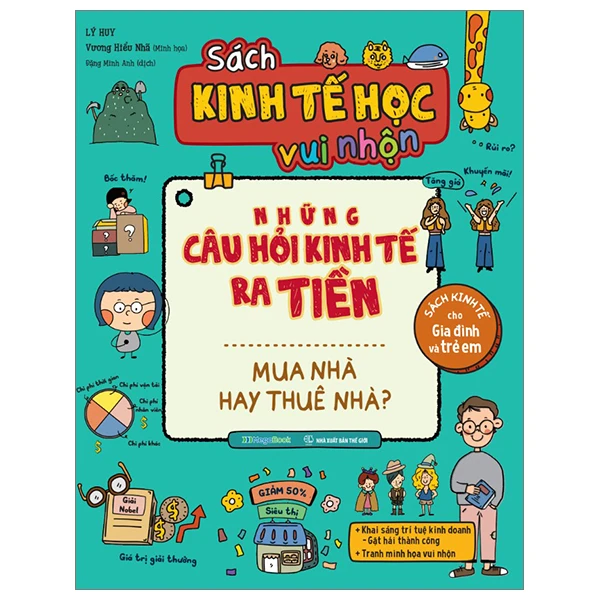 LÝ HUY
Vương Hiểu Nhã (Minh họa)
Đặng Minh Anh (dịch)
Sách
KINH TẾ HỌC
vui nhộn
Rủi ro?
Bốc thăm!
Tăng giá
Khuyến mãi!
NHỮNG
CÂU HỎI KINH TẾ
RA TIỀN
MUA NHÀ
HAY THUÊ NHÀ?
SÁCH KINH TẾ
cho
Gia đình
và trẻ em
Chi phí thời gian
Chi phí vận tải
Chi phí
nhân viên
Chi phí khác
MegaBook
NHÀ XUẤT BẢN THẾ GIỚI
Giải
Nobel
Giá trị giải thưởng
GIẢM 50%
Siêu thị
+ Khai sáng trí tuệ kinh doanh
- Gặt hái thành công
+ Tranh minh họa vui nhộn